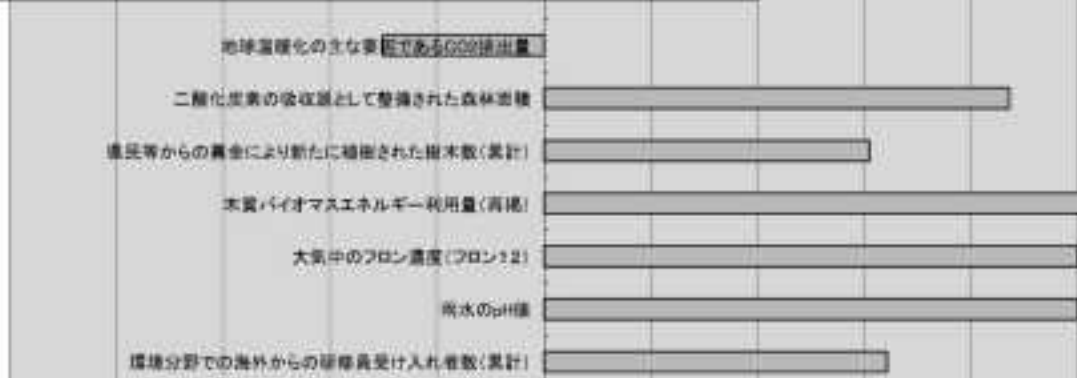 地球温暖化の主な要因であるCO2排出量
二酸化炭素の吸収源として整備された森林面積
県民等からの募金により新たに植樹された樹木数(累計)
木質バイオマスエネルギー利用量(再掲)
大気中のフロン濃度(フロン12)
雨水のpH値
環境分野での海外からの研修員受け入れ者数(累計)